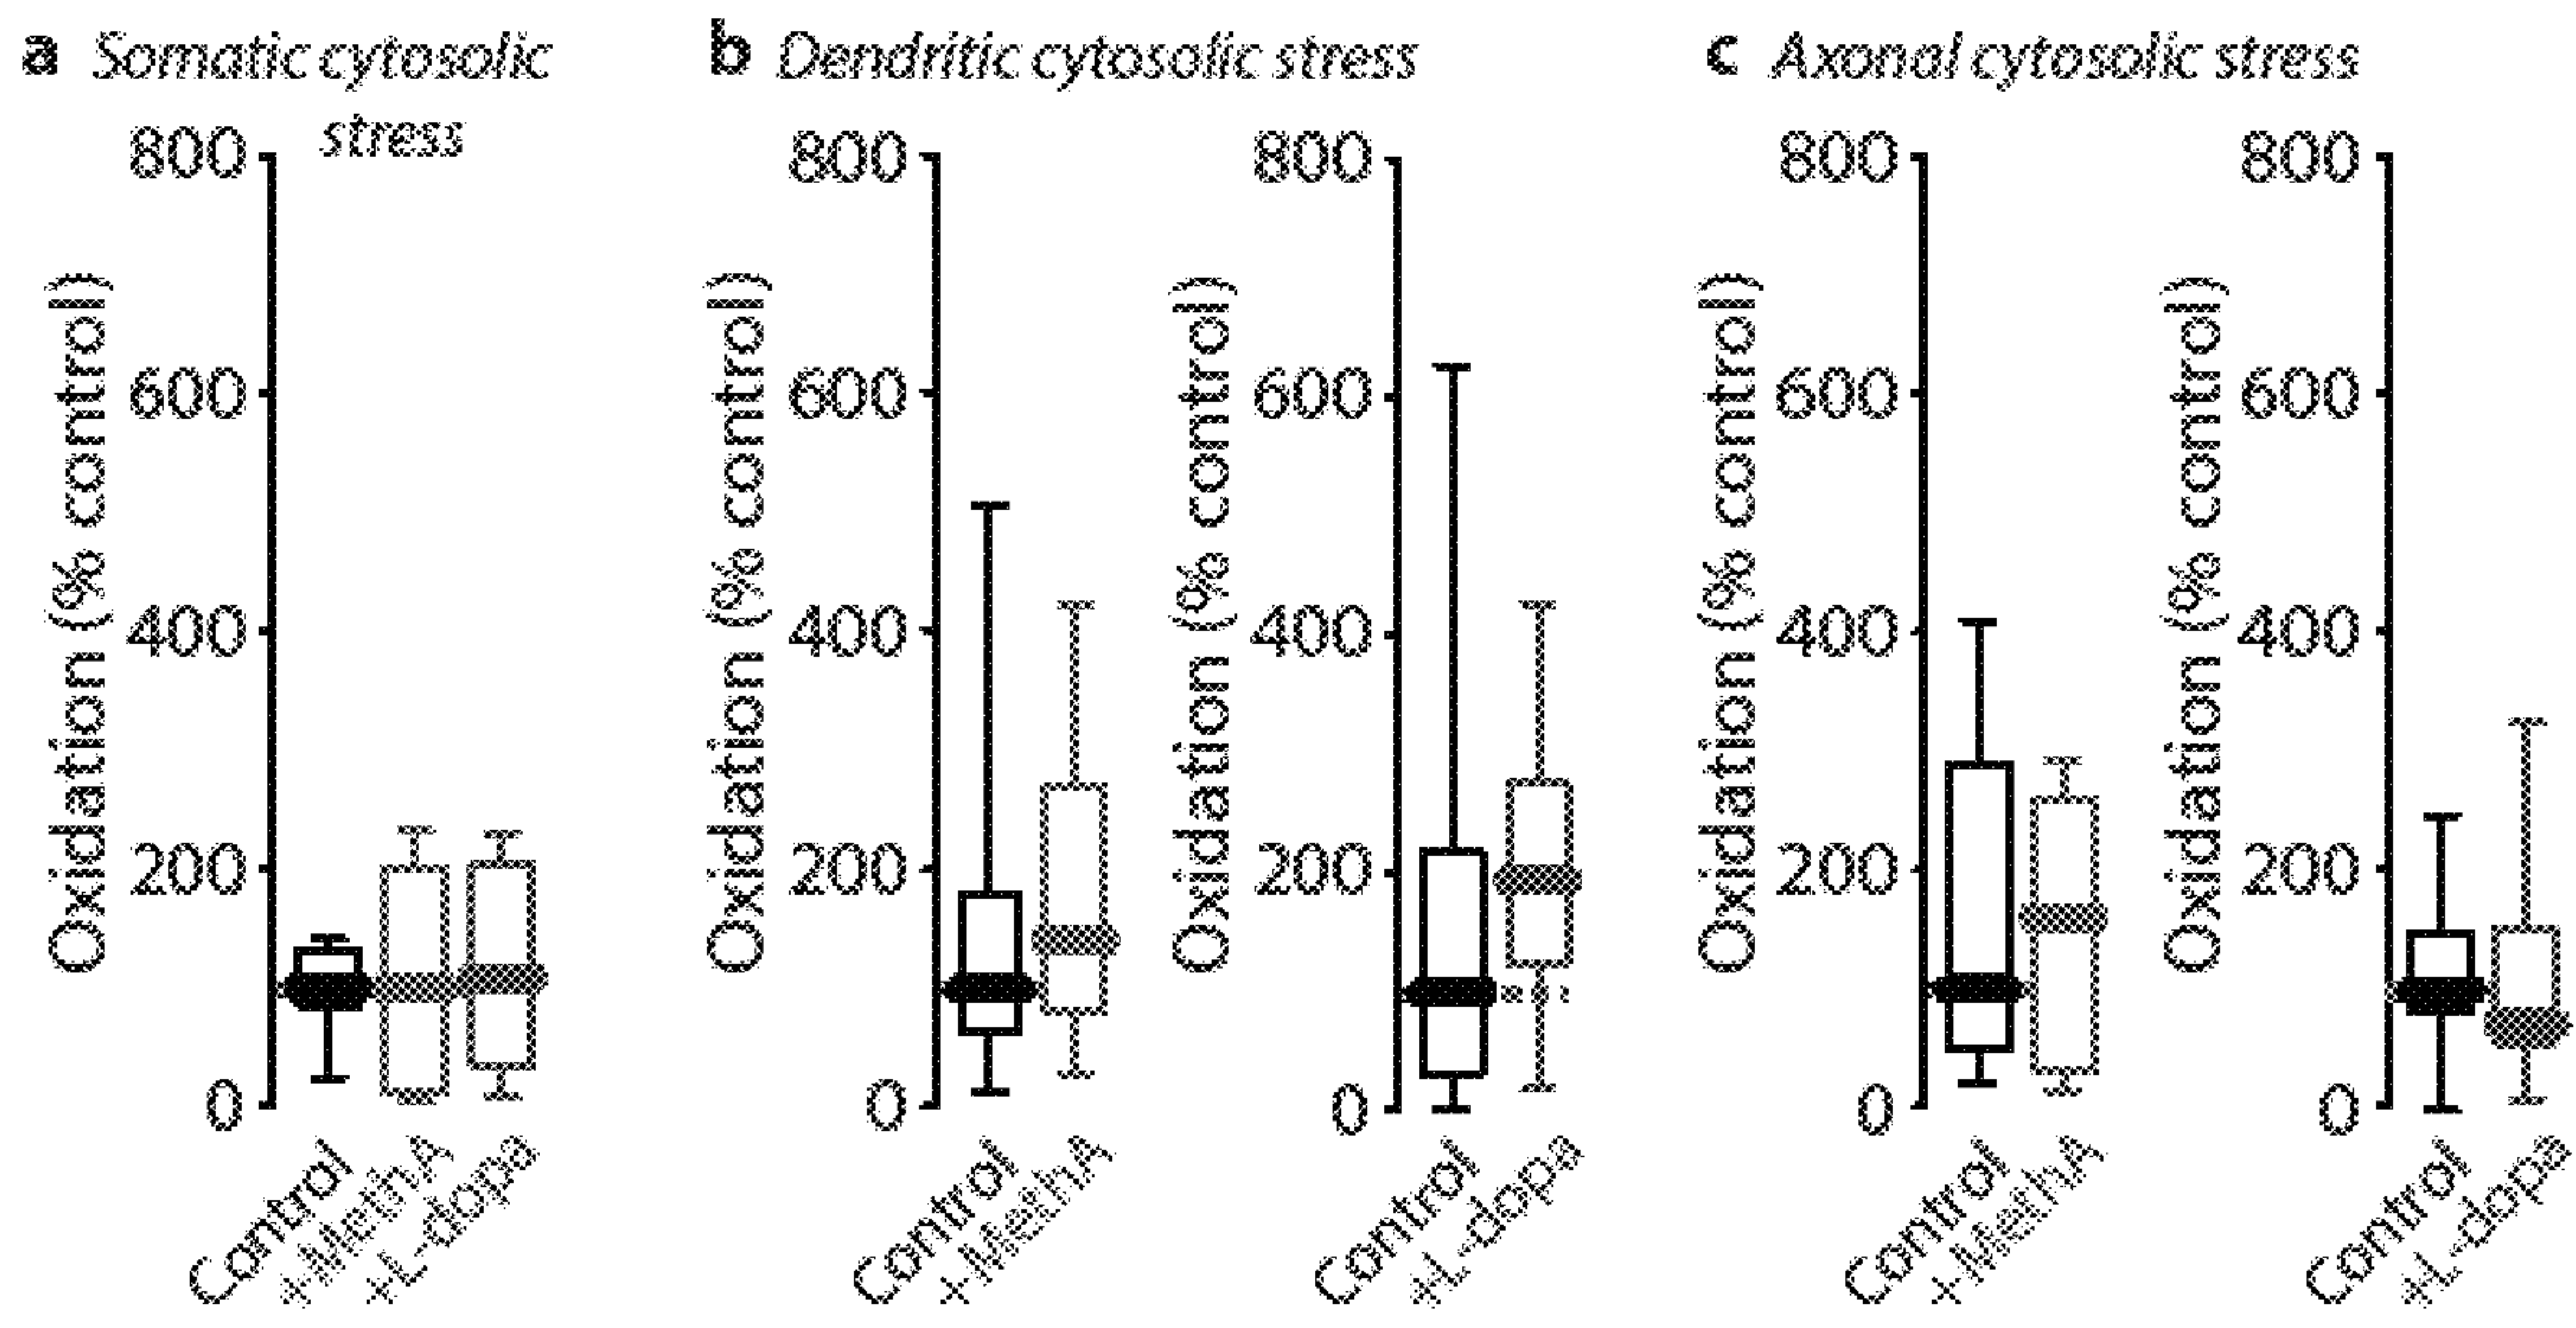 a Somatic cytosolic
stress
800
600
400
200
0
Oxidation (% control)
Control
+MethA
+L-dopa
b Dendritic cytosolic stress
800
600
400
200
0
Oxidation (% control)
Control
+MethA
800
600
400
200
0
Oxidation (% control)
Control
+L-dopa
c Axonal cytosolic stress
800
600
400
200
0
Oxidation (% control)
Control
+MethA
800
600
400
200
0
Oxidation (% control)
Control
+L-dopa